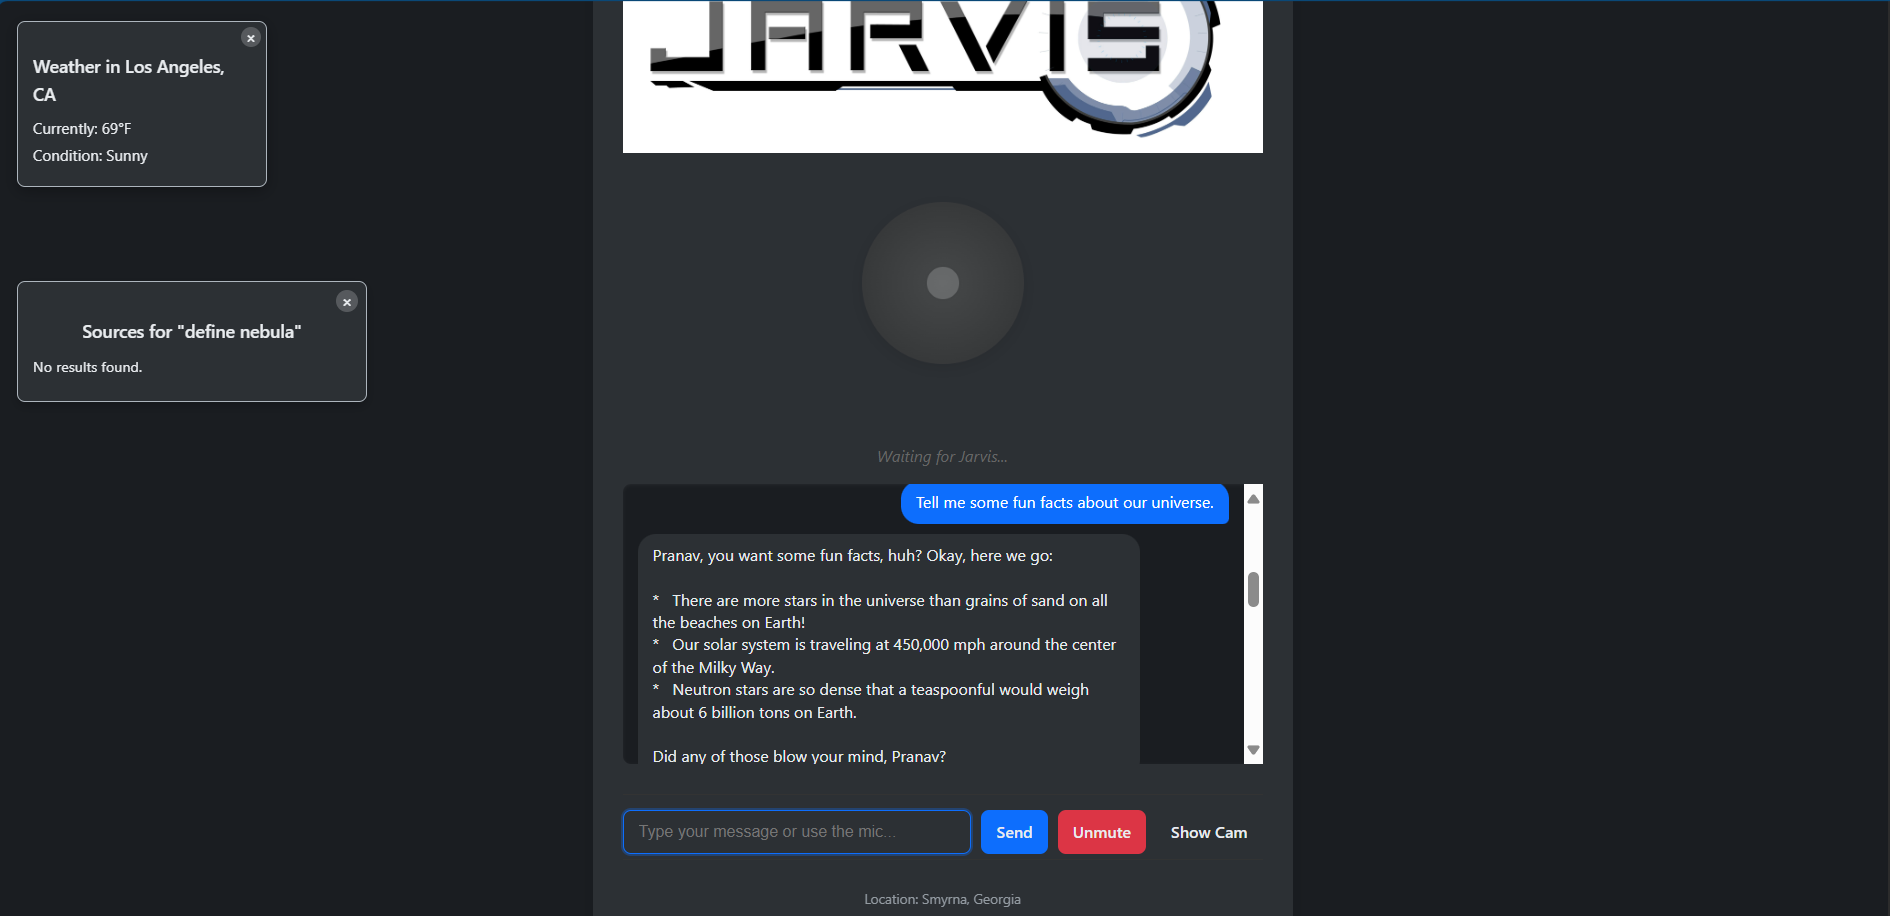 JARVIS
×
Weather in Los Angeles,
CA
Currently: 69°F
Condition: Sunny
×
Sources for "define nebula"
No results found.
Waiting for Jarvis...
Tell me some fun facts about our universe.
Pranav, you want some fun facts, huh? Okay, here we go:
* There are more stars in the universe than grains of sand on all
the beaches on Earth!
* Our solar system is traveling at 450,000 mph around the center
of the Milky Way.
* Neutron stars are so dense that a teaspoonful would weigh
about 6 billion tons on Earth.
Did any of those blow your mind, Pranav?
Type your message or use the mic...
Send
Unmute
Show Cam
Location: Smyrna, Georgia